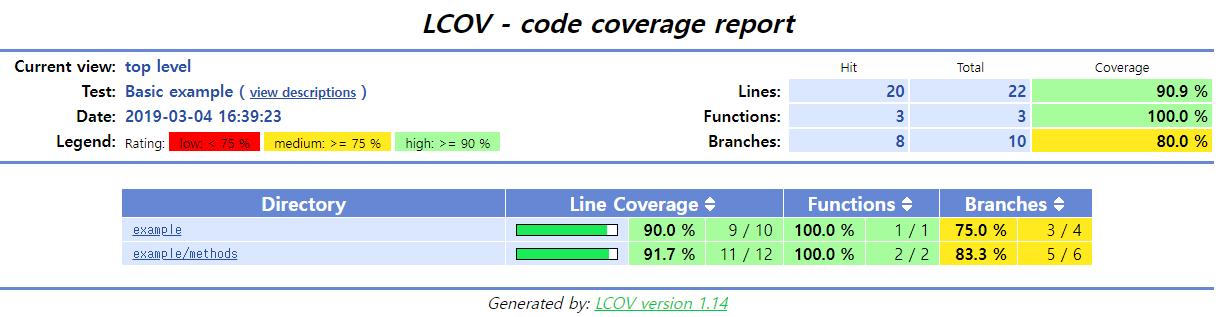 LCOV - code coverage report
Current view: top level Hit Total Coverage
Test: Basic example ( view descriptions ) Lines: 20 22 90.9 %
Date: 2019-03-04 16:39:23 Functions: 3 3 100.0 %
Legend: Rating: low: < 75 % medium: >= 75 % high: >= 90 % Branches: 8 10 80.0 %
Directory Line Coverage Functions Branches
example 90.0 % 9 / 10 100.0 % 1 / 1 75.0 % 3 / 4
example/methods 91.7 % 11 / 12 100.0 % 2 / 2 83.3 % 5 / 6
Generated by: LCOV version 1.14